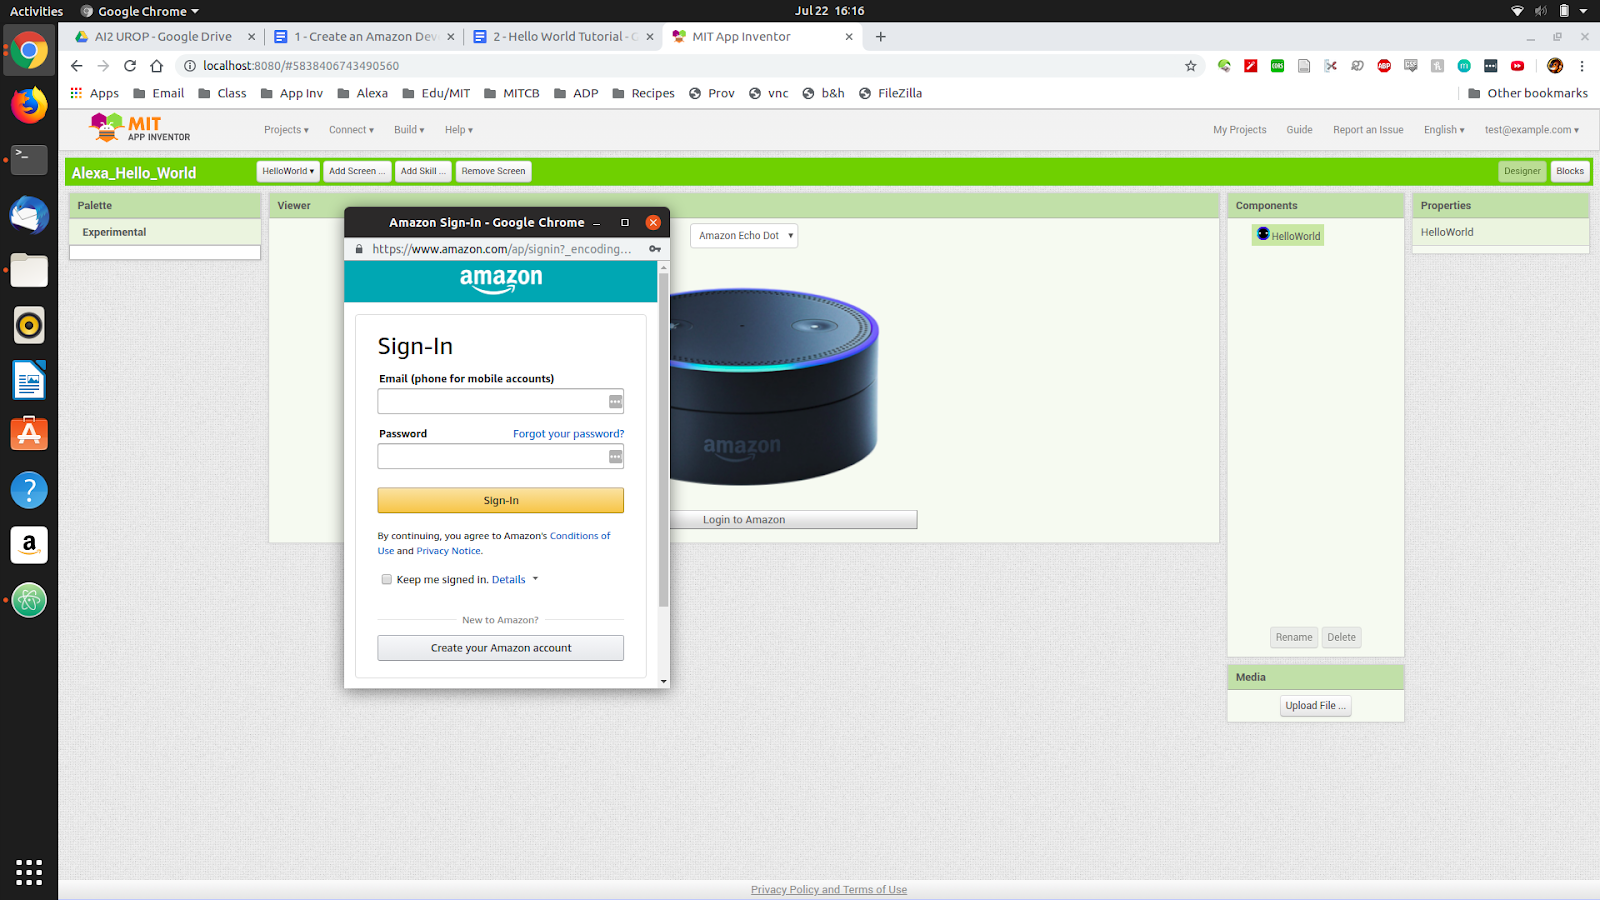 Activities
Google Chrome
Jul 22 16:16
AI2 UROP - Google Drive
1 - Create an Amazon Dev
2 - Hello World Tutorial - G
MIT App Inventor
localhost:8080/#5838406743490560
Apps
Email
Class
App Inv
Alexa
Edu/MIT
MITCB
ADP
Recipes
Prov
vnc
b&h
FileZilla
Other bookmarks
MIT
APP INVENTOR
Projects
Connect
Build
Help
My Projects
Guide
Report an Issue
English
test@example.com
Alexa_Hello_World
HelloWorld
Add Screen ...
Add Skill ...
Remove Screen
Designer
Blocks
Palette
Experimental
Viewer
Amazon Echo Dot
amazon
Login to Amazon
Amazon Sign-In - Google Chrome
https://www.amazon.com/ap/signin?_encoding...
amazon
Sign-In
Email (phone for mobile accounts)
Password
Forgot your password?
Sign-In
By continuing, you agree to Amazon's Conditions of
Use and Privacy Notice.
Keep me signed in. Details
New to Amazon?
Create your Amazon account
Components
HelloWorld
Rename
Delete
Media
Upload File ...
Properties
HelloWorld
Privacy Policy and Terms of Use